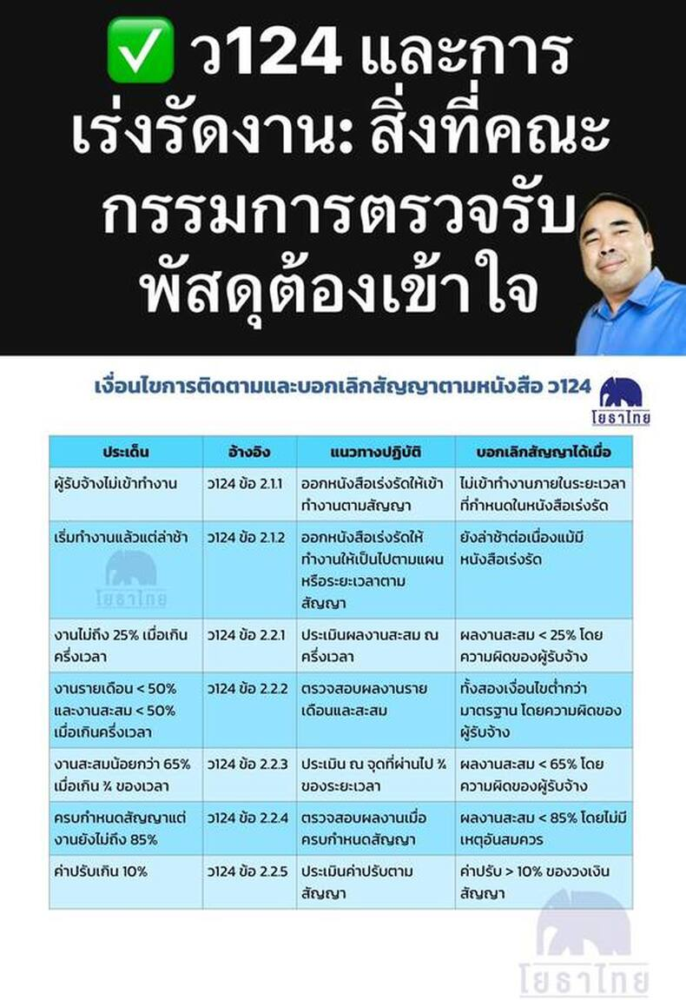 ✅ ว124 และการ
เร่งรัดงาน: สิ่งที่คณะ
กรรมการตรวจรับ
พัสดุต้องเข้าใจ
เงื่อนไขการติดตามและบอกเลิกสัญญาตามหนังสือ ว124
โยธาไทย
ประเด็น อ้างอิง แนวทางปฏิบัติ บอกเลิกสัญญาได้เมื่อ
ผู้รับจ้างไม่เข้าทำงาน ว124 ข้อ 2.1.1 ออกหนังสือเร่งรัดให้เข้า ไม่เข้าทำงานภายในระยะเวลา
ทำงานตามสัญญา ที่กำหนดในหนังสือเร่งรัด
เริ่มทำงานแล้วแต่ล่าช้า ว124 ข้อ 2.1.2 ออกหนังสือเร่งรัดให้ ยังล่าช้าต่อเนื่องแม้มี
ทำงานให้เป็นไปตามแผน หนังสือเร่งรัด
หรือระยะเวลาตาม
สัญญา
โยธาไทย
งานไม่ถึง 25% เมื่อเกิน ว124 ข้อ 2.2.1 ประเมินผลงานสะสม ณ ผลงานสะสม < 25% โดย
ครึ่งเวลา ครึ่งเวลา ความผิดของผู้รับจ้าง
งานรายเดือน < 50% ว124 ข้อ 2.2.2 ตรวจสอบผลงานราย ทั้งสองเงื่อนไขต่ำกว่า
และงานสะสม < 50% เดือนและสะสม มาตรฐาน โดยความผิดของ
เมื่อเกินครึ่งเวลา ผู้รับจ้าง
งานสะสมน้อยกว่า 65% ว124 ข้อ 2.2.3 ประเมิน ณ จุดที่ผ่านไป ¾ ผลงานสะสม < 65% โดย
เมื่อเกิน ¾ ของเวลา ของระยะเวลา ความผิดของผู้รับจ้าง
ครบกำหนดสัญญาแต่ ว124 ข้อ 2.2.4 ตรวจสอบผลงานเมื่อ ผลงานสะสม < 85% โดยไม่มี
งานยังไม่ถึง 85% ครบกำหนดสัญญา เหตุอันสมควร
ค่าปรับเกิน 10% ว124 ข้อ 2.2.5 ประเมินค่าปรับตาม ค่าปรับ > 10% ของวงเงิน
สัญญา สัญญา
โยธาไทย